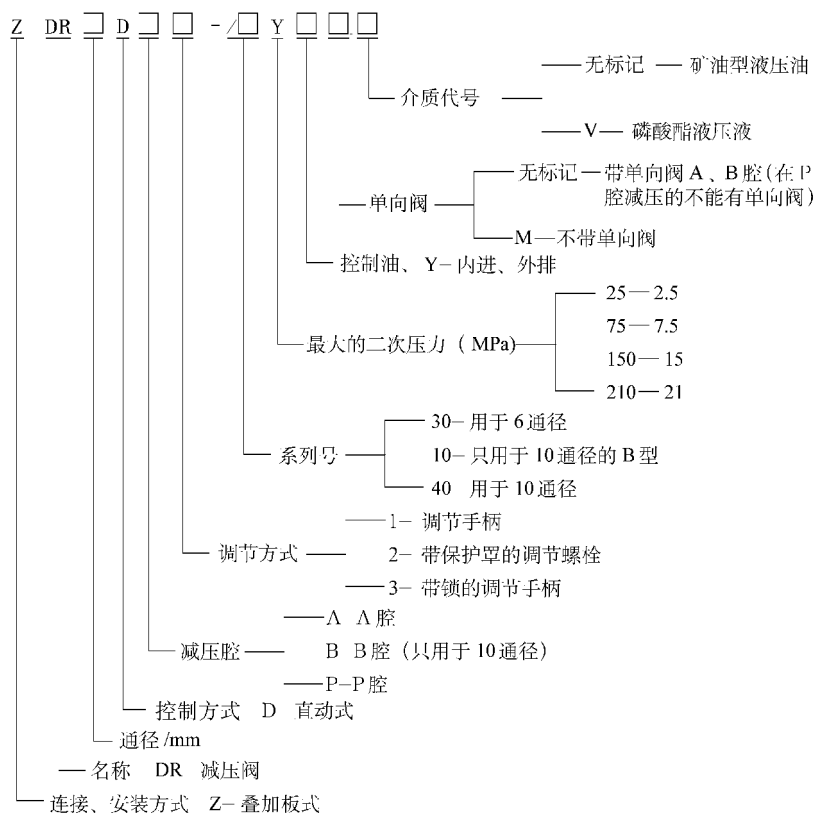 Z DR□D□□-/□Y□□□
无标记 — 矿油型液压油
介质代号
V— 磷酸酯液压液
无标记—带单向阀 A、B 腔(在 P
腔减压的不能有单向阀)
单向阀
M—不带单向阀
控制油、Y—内进、外排
25—2.5
75—7.5
最大的二次压力(MPa)
150—15
210—21
30—用于 6 通径
系列号
10—只用于 10 通径的 B 型
40 用于 10 通径
1—调节手柄
调节方式
2—带保护罩的调节螺栓
3—带锁的调节手柄
A A 腔
减压腔
B B 腔(只用于 10 通径)
P—P 腔
控制方式 D 直动式
通径/mm
名称 DR 减压阀
连接、安装方式 Z—叠加板式